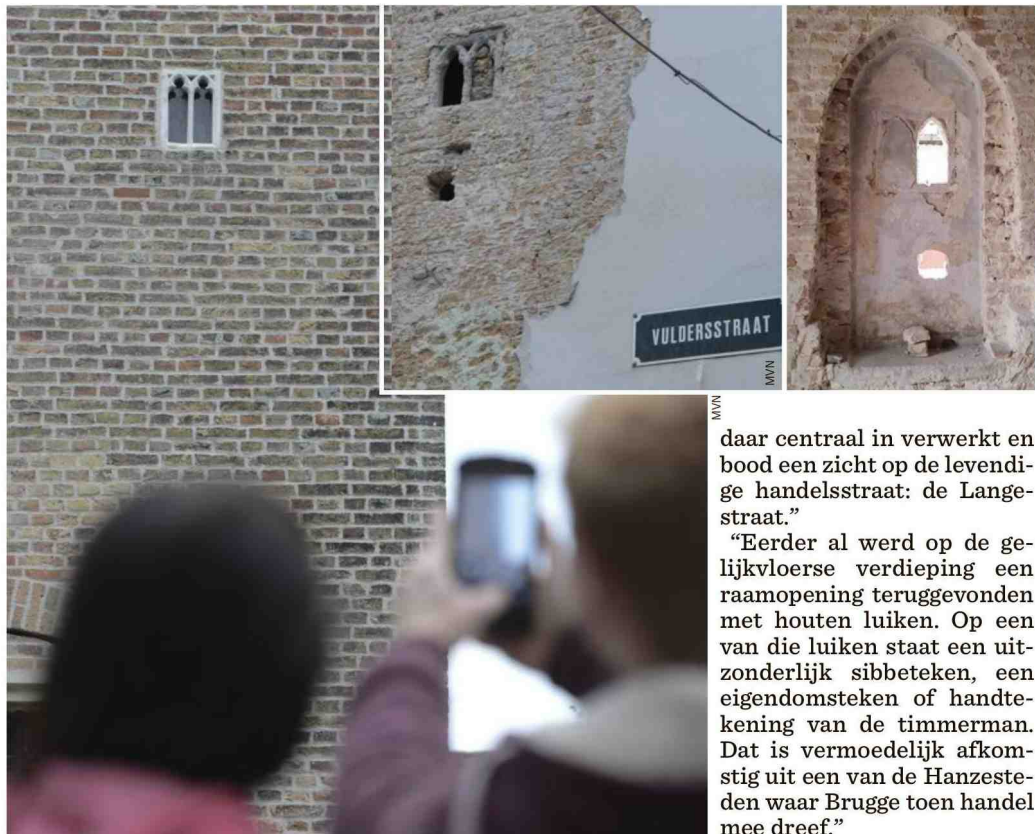 VULDERSSTRAAT
MVN
MVN
daar centraal in verwerkt en
bood een zicht op de levendi-
ge handelsstraat: de Lange-
straat.”
“Eerder al werd op de ge-
lijkvloerse verdieping een
raamopening teruggevonden
met houten luiken. Op een
van die luiken staat een uit-
zonderlijk sibbeteken, een
eigendomsteken of handte-
kening van de timmerman.
Dat is vermoedelijk afkom-
stig uit een van de Hanzeste-
den waar Brugge toen handel
mee dreef.”